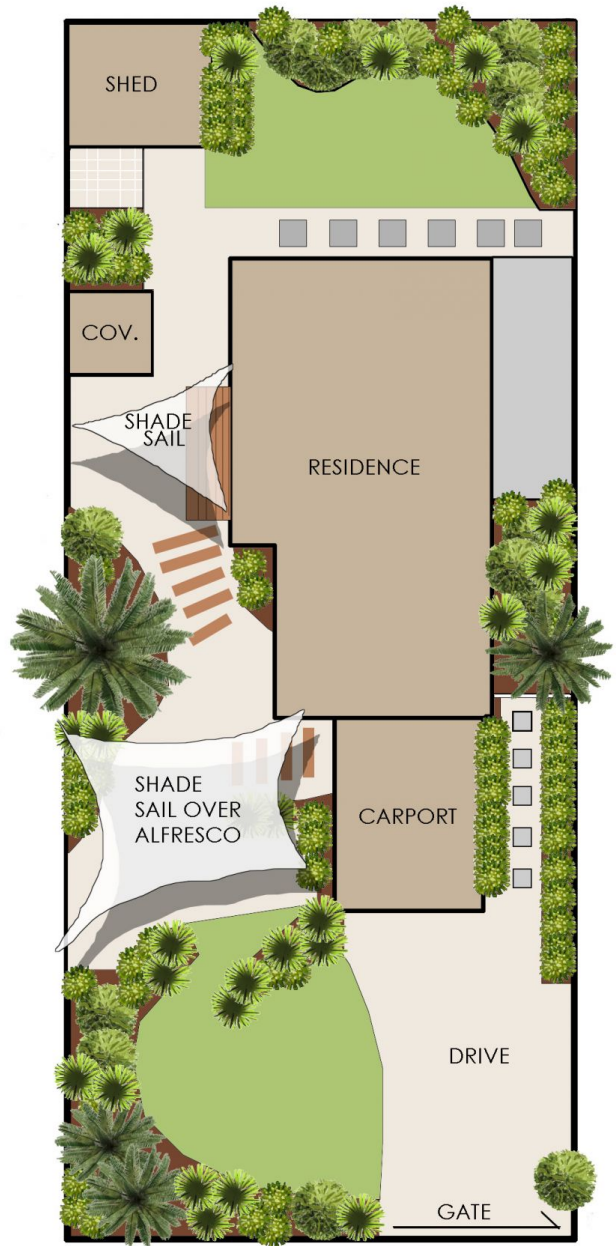 SHED
COV.
SHADE
SAIL
RESIDENCE
SHADE
SAIL OVER
ALFRESCO
CARPORT
DRIVE
GATE